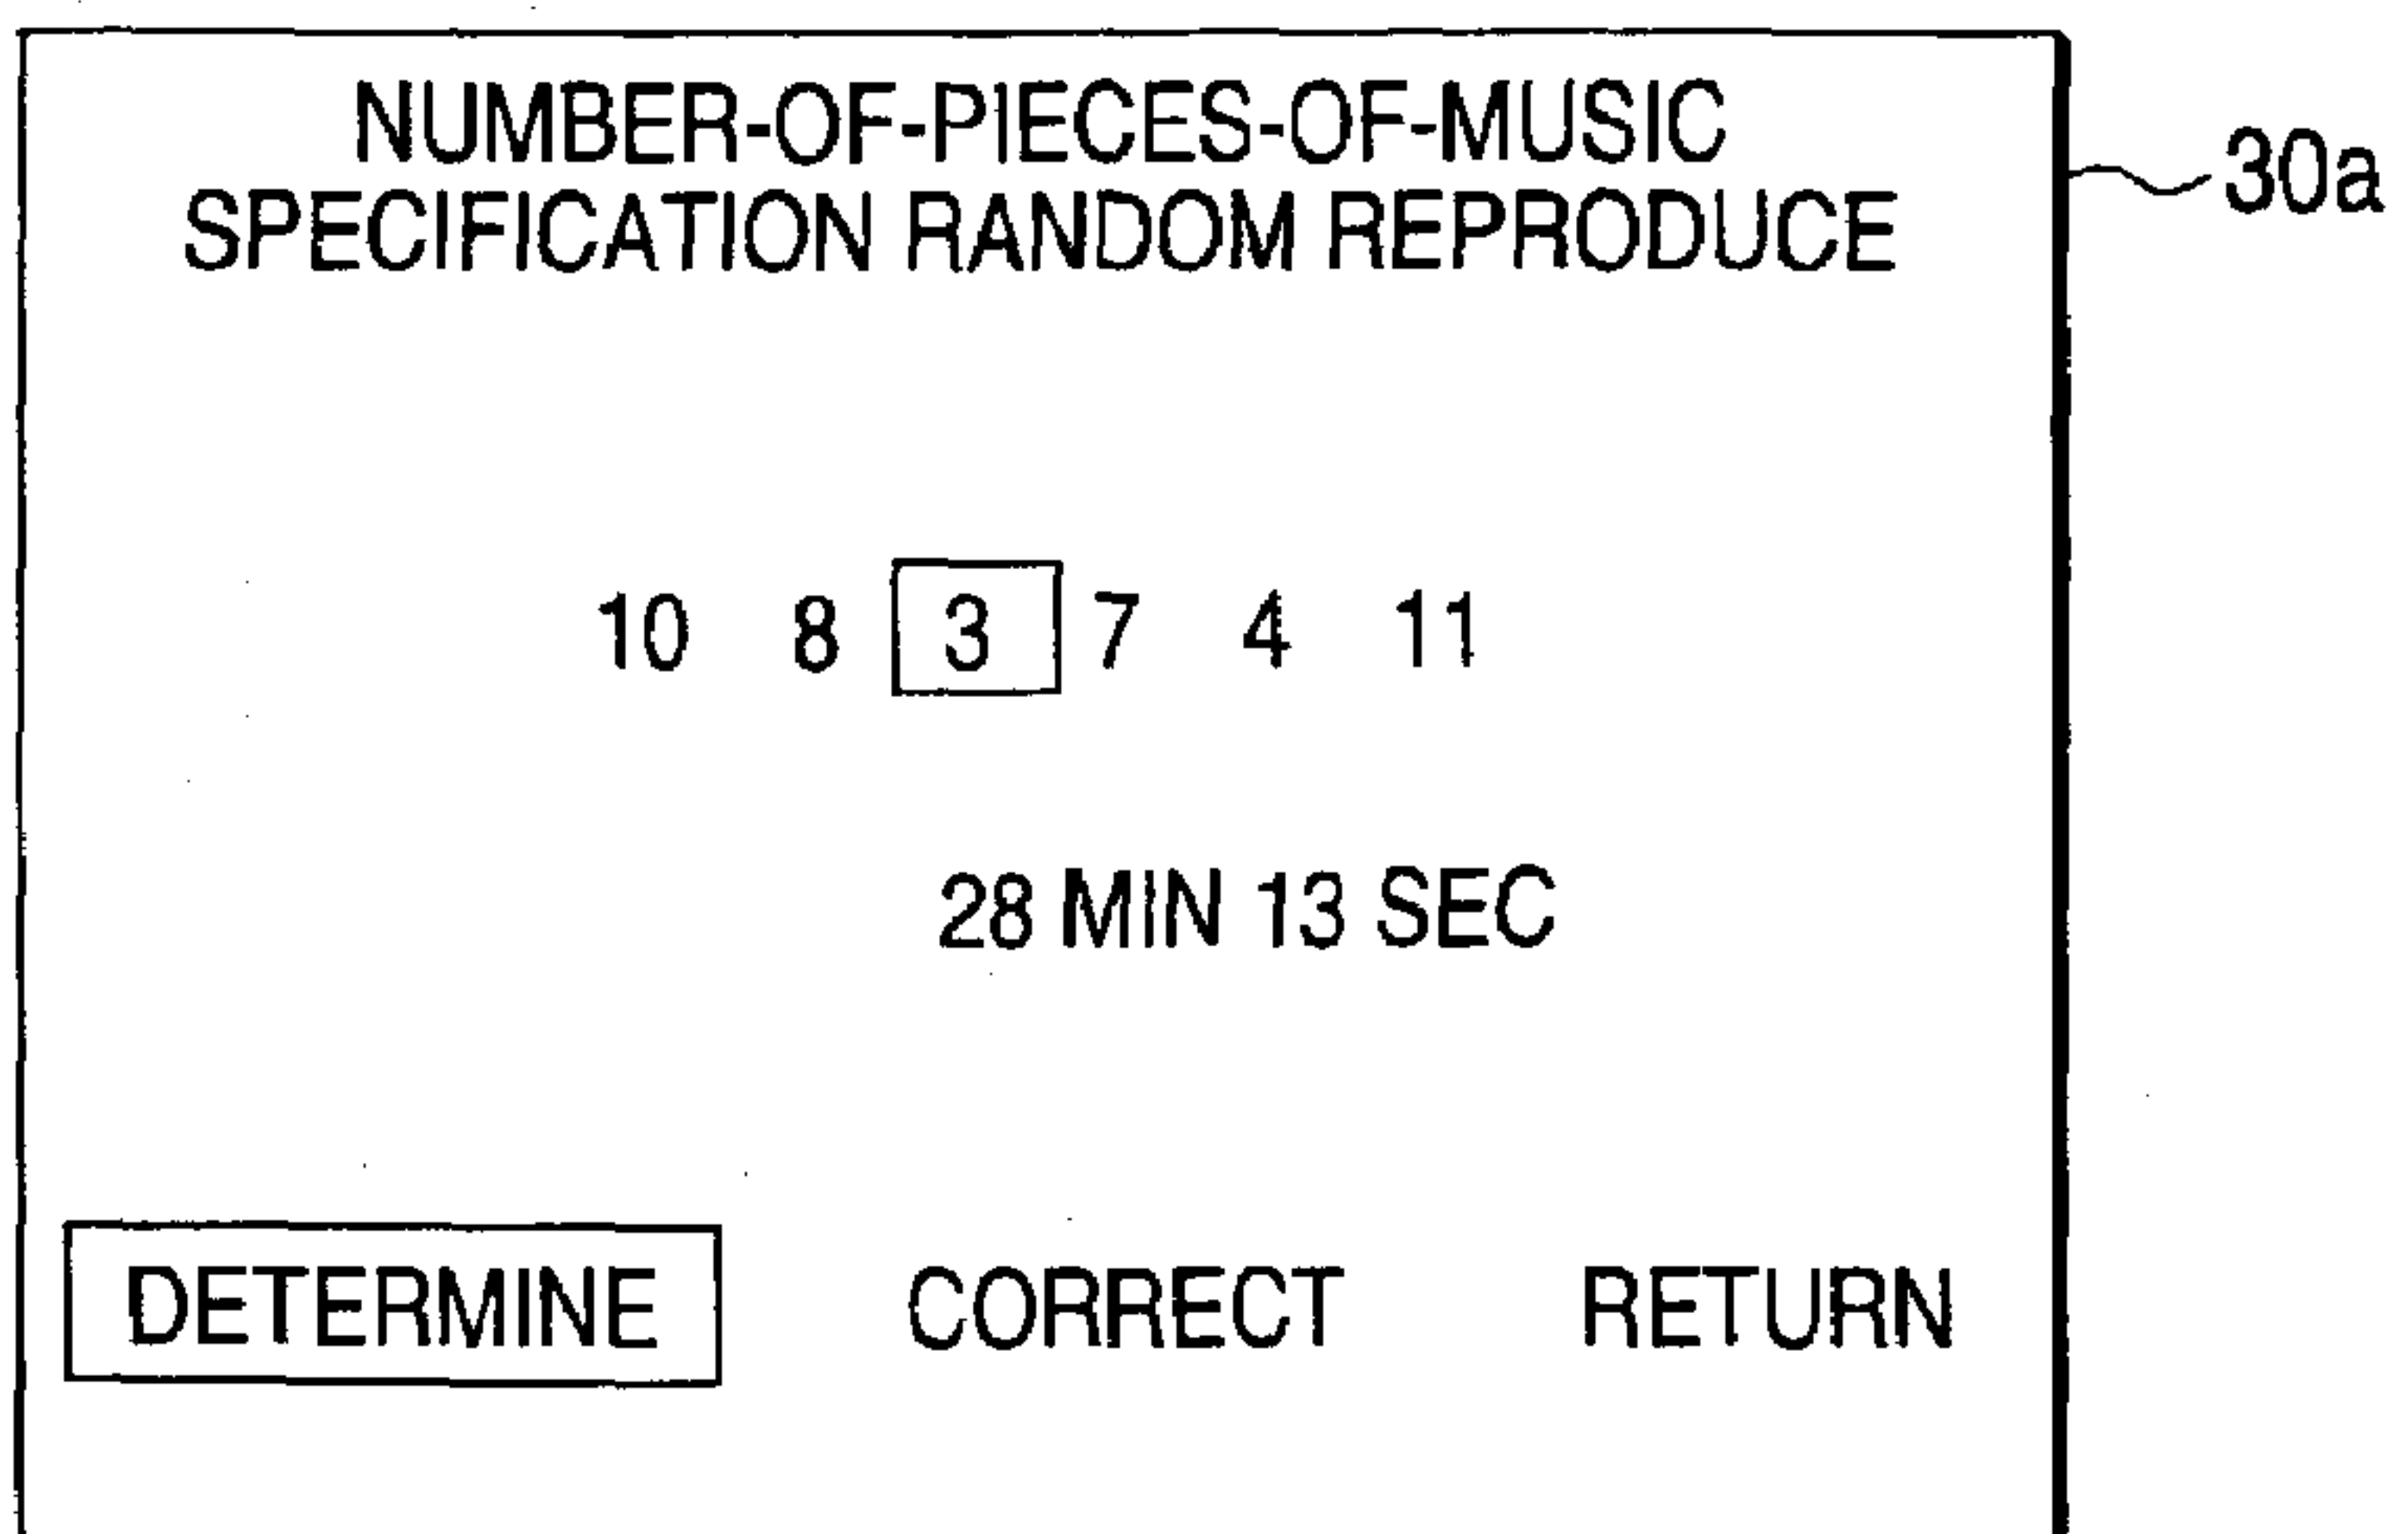 NUMBER-OF-PIECES-OF-MUSIC
SPECIFICATION RANDOM REPRODUCE
30a
10 8 3 7 4 11
28 MIN 13 SEC
DETERMINE CORRECT RETURN